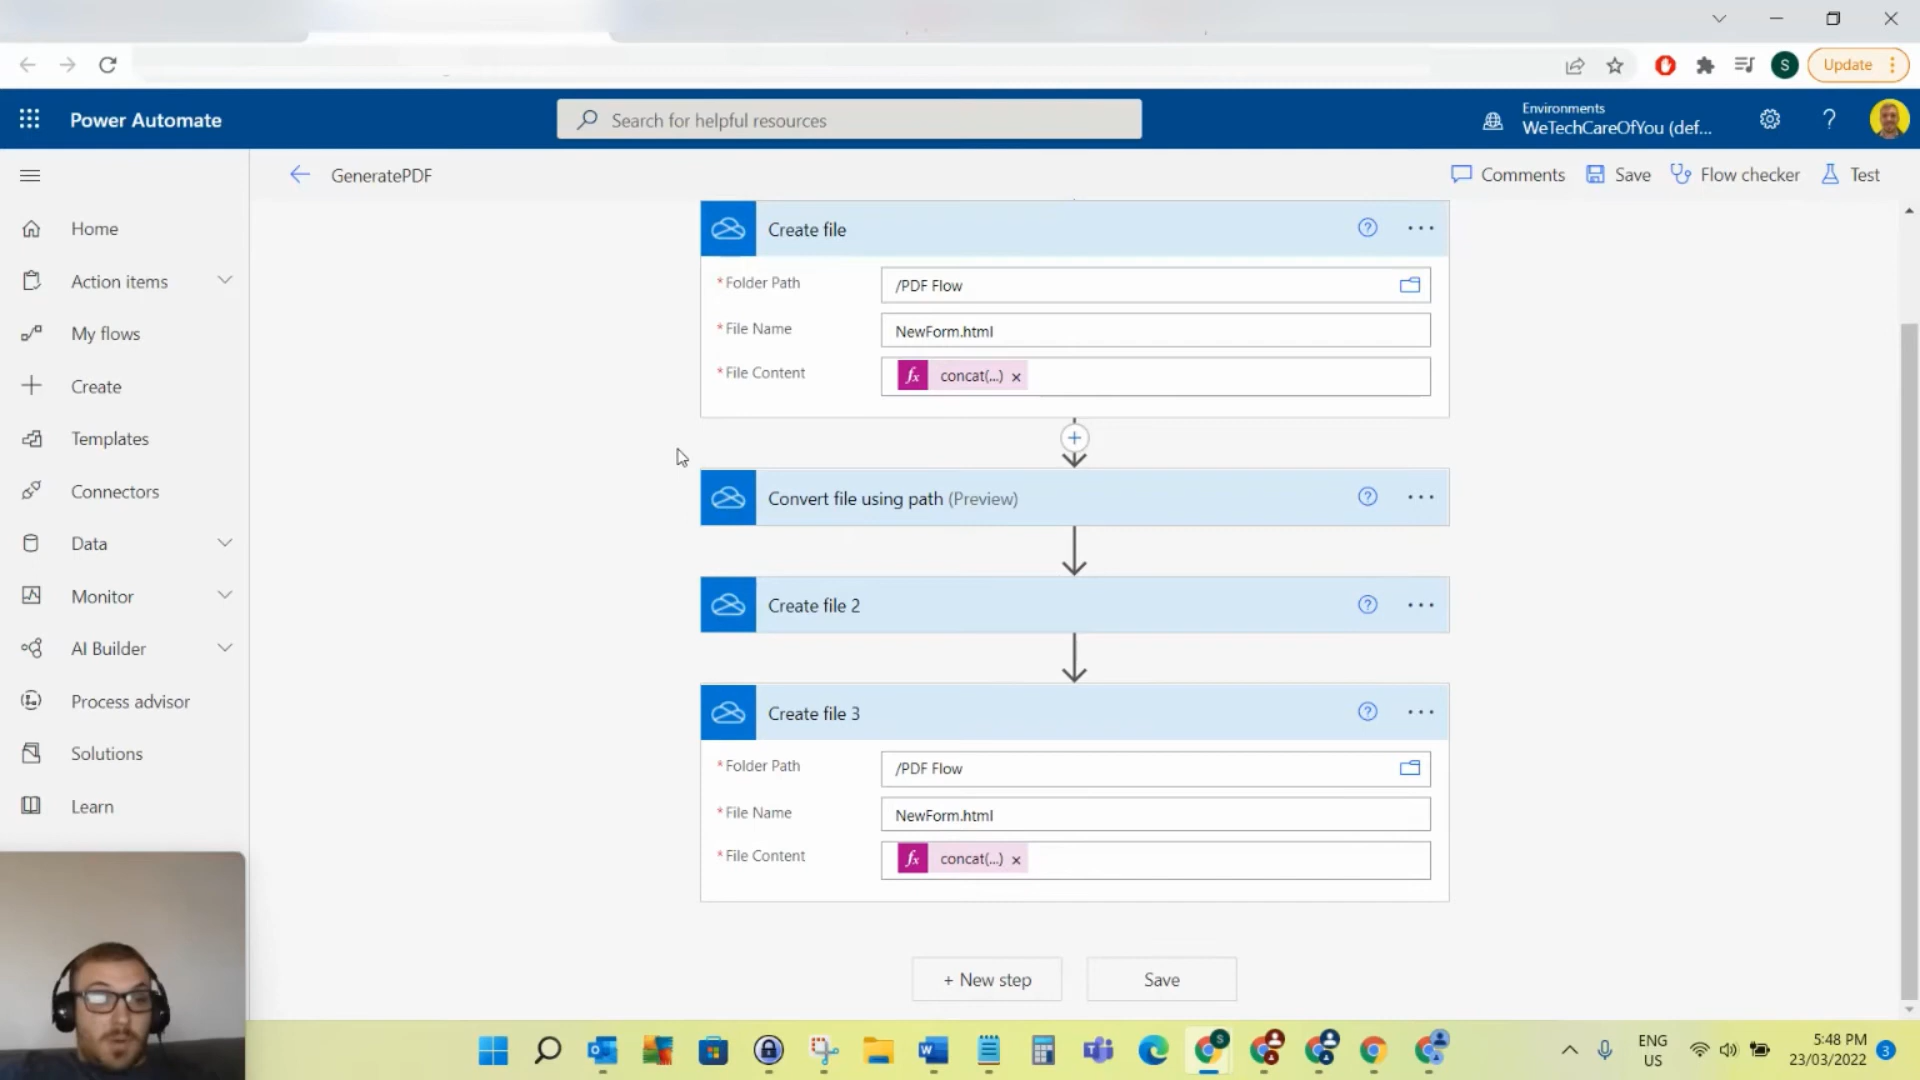 Update
Power Automate
Search for helpful resources
Environments
WeTechCareOfYou (def...
GeneratePDF
Comments
Save
Flow checker
Test
Home
Action items
My flows
Create
Templates
Connectors
Data
Monitor
AI Builder
Process advisor
Solutions
Learn
Create file
*Folder Path
/PDF Flow
*File Name
NewForm.html
*File Content
fx concat(...) ×
Convert file using path (Preview)
Create file 2
Create file 3
*Folder Path
/PDF Flow
*File Name
NewForm.html
*File Content
fx concat(...) ×
+ New step
Save
S
S
ENG
US
5:48 PM
23/03/2022
3